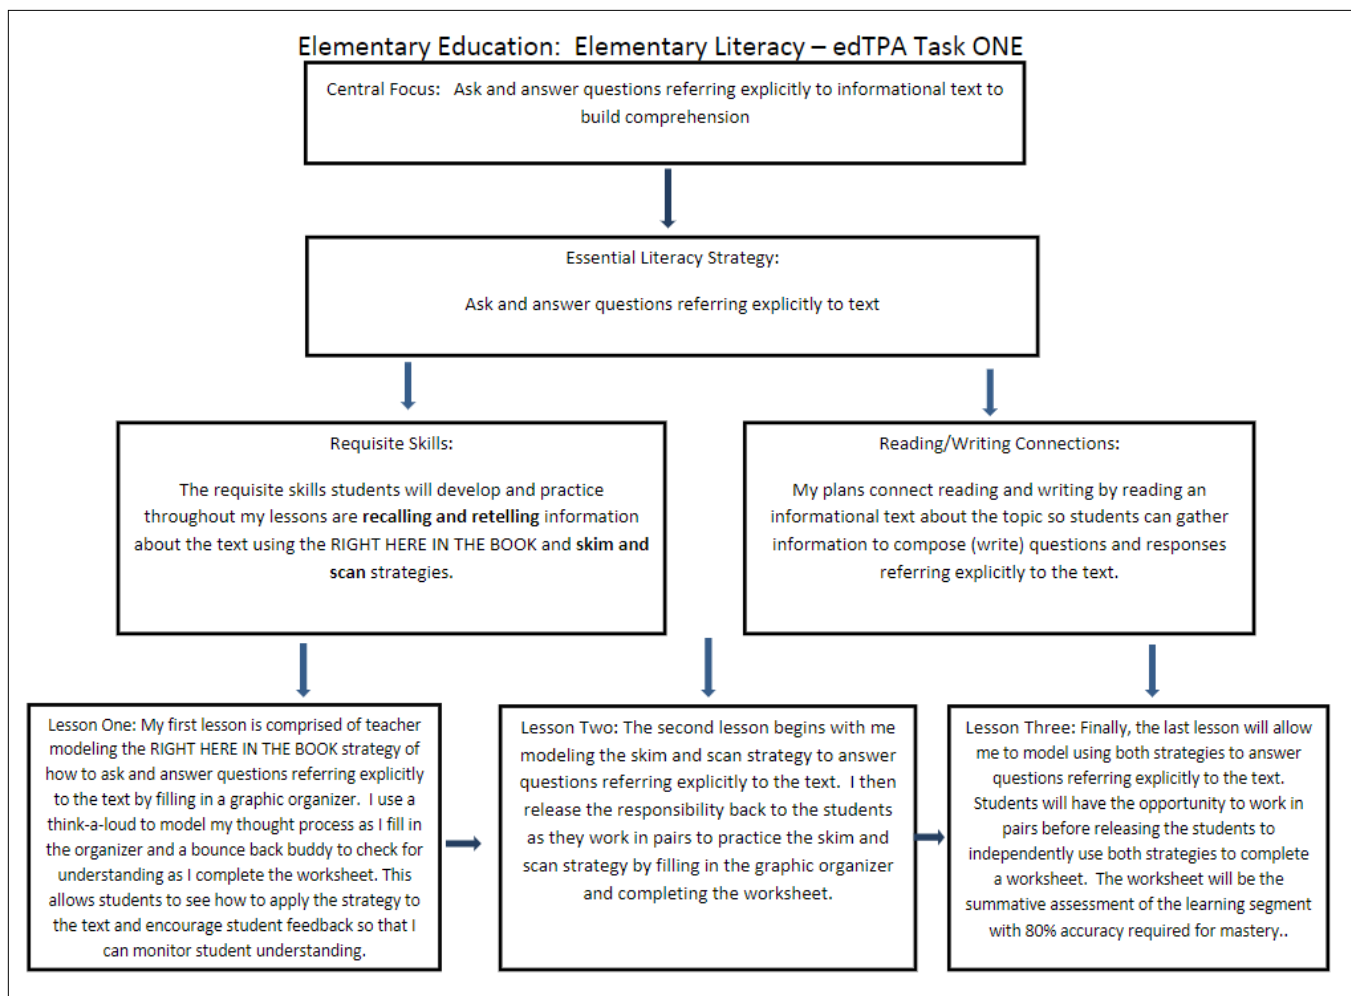 Elementary Education:  Elementary Literacy – edTPA Task ONE
Central Focus:   Ask and answer questions referring explicitly to informational text to
build comprehension
Essential Literacy Strategy:
Ask and answer questions referring explicitly to text
Requisite Skills:
The requisite skills students will develop and practice
throughout my lessons are recalling and retelling information
about the text using the RIGHT HERE IN THE BOOK and skim and
scan strategies.
Reading/Writing Connections:
My plans connect reading and writing by reading an
informational text about the topic so students can gather
information to compose (write) questions and responses
referring explicitly to the text.
Lesson One: My first lesson is comprised of teacher
modeling the RIGHT HERE IN THE BOOK strategy of
how to ask and answer questions referring explicitly
to the text by filling in a graphic organizer.  I use a
think-a-loud to model my thought process as I fill in
the organizer and a bounce back buddy to check for
understanding as I complete the worksheet. This
allows students to see how to apply the strategy to
the text and encourage student feedback so that I
can monitor student understanding.
Lesson Two: The second lesson begins with me
modeling the skim and scan strategy to answer
questions referring explicitly to the text.  I then
release the responsibility back to the students
as they work in pairs to practice the skim and
scan strategy by filling in the graphic organizer
and completing the worksheet.
Lesson Three: Finally, the last lesson will allow
me to model using both strategies to answer
questions referring explicitly to the text.
Students will have the opportunity to work in
pairs before releasing the students to
independently use both strategies to complete
a worksheet.  The worksheet will be the
summative assessment of the learning segment
with 80% accuracy required for mastery..